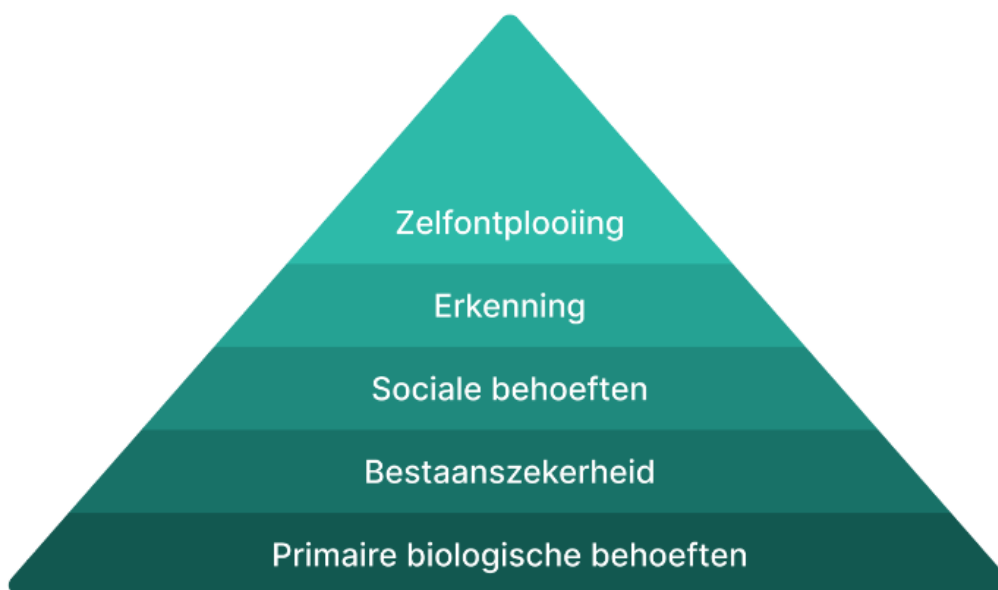 Zelfontplooiing
Erkenning
Sociale behoeften
Bestaanszekerheid
Primaire biologische behoeften